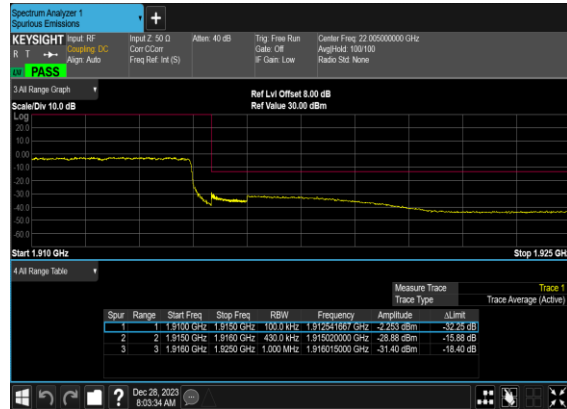 Spectrum Analyzer 1
Spurious Emissions
+
KEYSIGHT Input: RF Input Z: 50 Ω Atten: 40 dB Trig: Free Run Center Freq: 22.005000000 GHz
R T Coupling: DC Corr CCorr Gate: Off Avg|Hold: 100/100
Align: Auto Freq Ref: Int (S) IF Gain: Low Radio Std: None
PASS
3 All Range Graph
Ref Lvl Offset 8.00 dB
Scale/Div 10.0 dB Ref Value 30.00 dBm
Log
20.0
10.0
0.00
-10.0
-20.0
-30.0
-40.0
-50.0
-60.0
Start 1.910 GHz Stop 1.925 GHz
4 All Range Table
Measure Trace Trace 1
Trace Type Trace Average (Active)
Spur Range Start Freq Stop Freq RBW Frequency Amplitude ΔLimit
1 1 1.9100 GHz 1.9150 GHz 100.0 kHz 1.912541667 GHz -2.253 dBm -32.25 dB
2 2 1.9150 GHz 1.9160 GHz 430.0 kHz 1.915020000 GHz -28.88 dBm -15.88 dB
3 3 1.9160 GHz 1.9250 GHz 1.000 MHz 1.916015000 GHz -31.40 dBm -18.40 dB
? Dec 28, 2023
8:03:34 AM